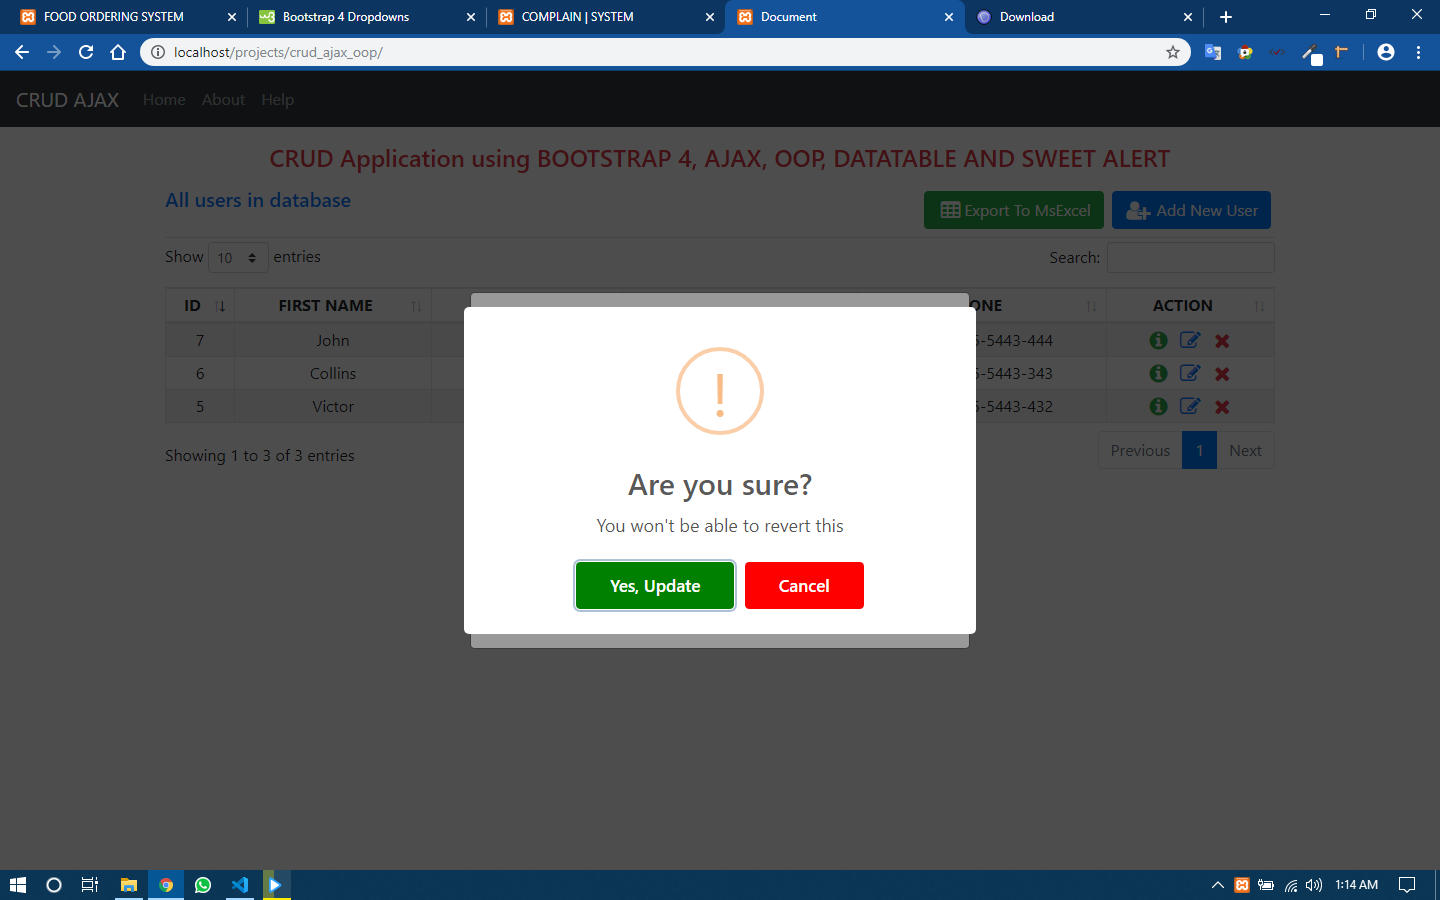 FOOD ORDERING SYSTEM
Bootstrap 4 Dropdowns
COMPLAIN | SYSTEM
Document
Download
localhost/projects/crud_ajax_oop/
CRUD AJAX Home About Help
CRUD Application using BOOTSTRAP 4, AJAX, OOP, DATATABLE AND SWEET ALERT
All users in database
Export To MsExcel
Add New User
Show 10 entries
Search:
ID FIRST NAME ONE ACTION
7 John 5-5443-444
6 Collins 5-5443-343
5 Victor 5-5443-432
Showing 1 to 3 of 3 entries
Previous 1 Next
!
Are you sure?
You won't be able to revert this
Yes, Update
Cancel
1:14 AM